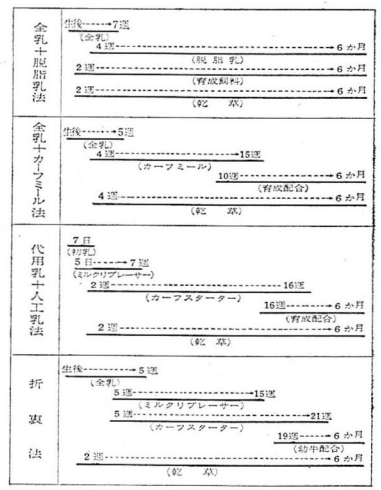 全乳＋脱脂乳法
生後------→7週
(全乳)
4週------→6か月
(脱脂乳)
2週------→6か月
(育成飼料)
2週------→6か月
(乾草)
全乳＋カーフミール法
生後------→5週
(全乳)
4週------→15週
(カーフミール)
10週------→6か月
(育成配合)
4週------→6か月
(乾草)
代用乳＋人工乳法
7日
(初乳)
5日------→7週
(ミルクリプレーサー)
2週------→16週
(カーフスターター)
16週------→6か月
(育成配合)
2週------→6か月
(乾草)
折衷法
生後------→5週
(全乳)
5週------→15週
(ミルクリプレーサー)
5週------→21週
(カーフスターター)
19週------→6か月
(幼牛配合)
2週------→6か月
(乾草)